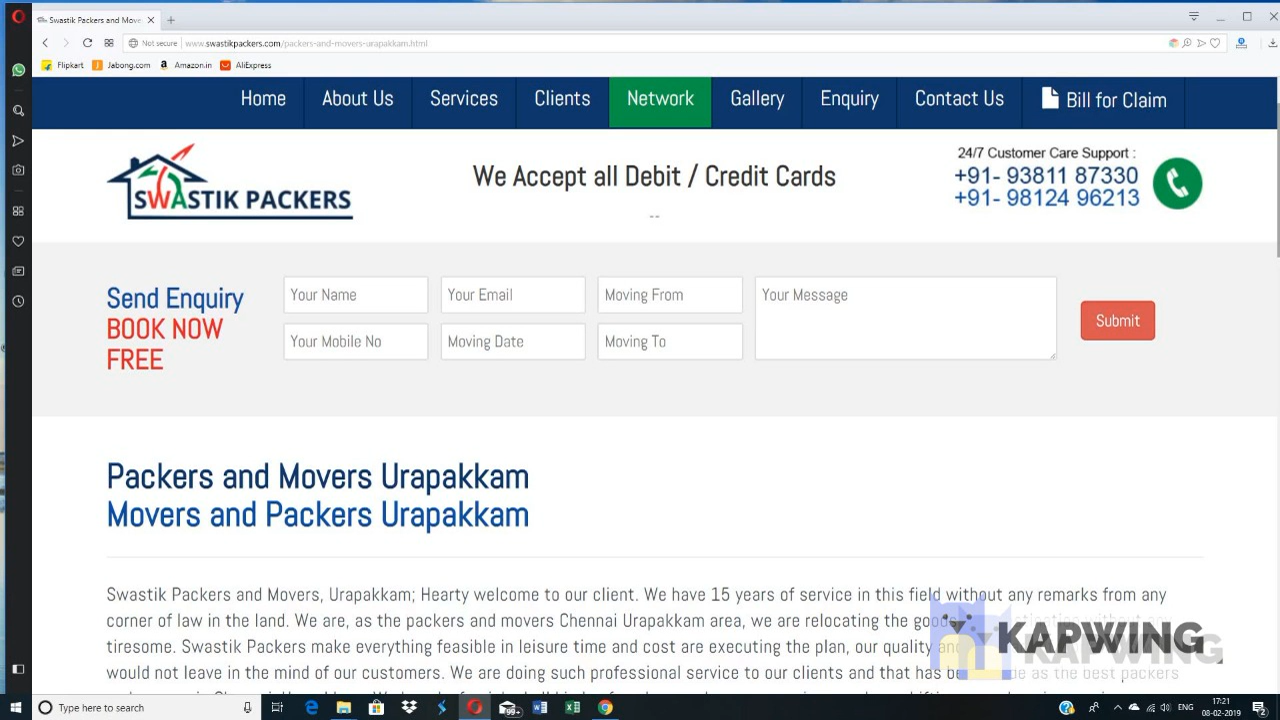 Swastik Packers and Move
Not secure
www.swastikpackers.com/packers-and-movers-urapakkam.html
Flipkart
Jabong.com
Amazon.in
AliExpress
Home
About Us
Services
Clients
Network
Gallery
Enquiry
Contact Us
Bill for Claim
SWASTIK PACKERS
We Accept all Debit / Credit Cards
--
24/7 Customer Care Support :
+91- 93811 87330
+91- 98124 96213
Send Enquiry
BOOK NOW
FREE
Your Name
Your Email
Moving From
Your Message
Your Mobile No
Moving Date
Moving To
Submit
Packers and Movers Urapakkam
Movers and Packers Urapakkam
Swastik Packers and Movers, Urapakkam; Hearty welcome to our client. We have 15 years of service in this field without any remarks from any
corner of law in the land. We are, as the packers and movers Chennai Urapakkam area, we are relocating the goods
tiresome. Swastik Packers make everything feasible in leisure time and cost are executing the plan, our quality and
would not leave in the mind of our customers. We are doing such professional service to our clients and that has as the best packers
KAPWING
Type here to search
99+
ENG
17:21
08-02-2019
2